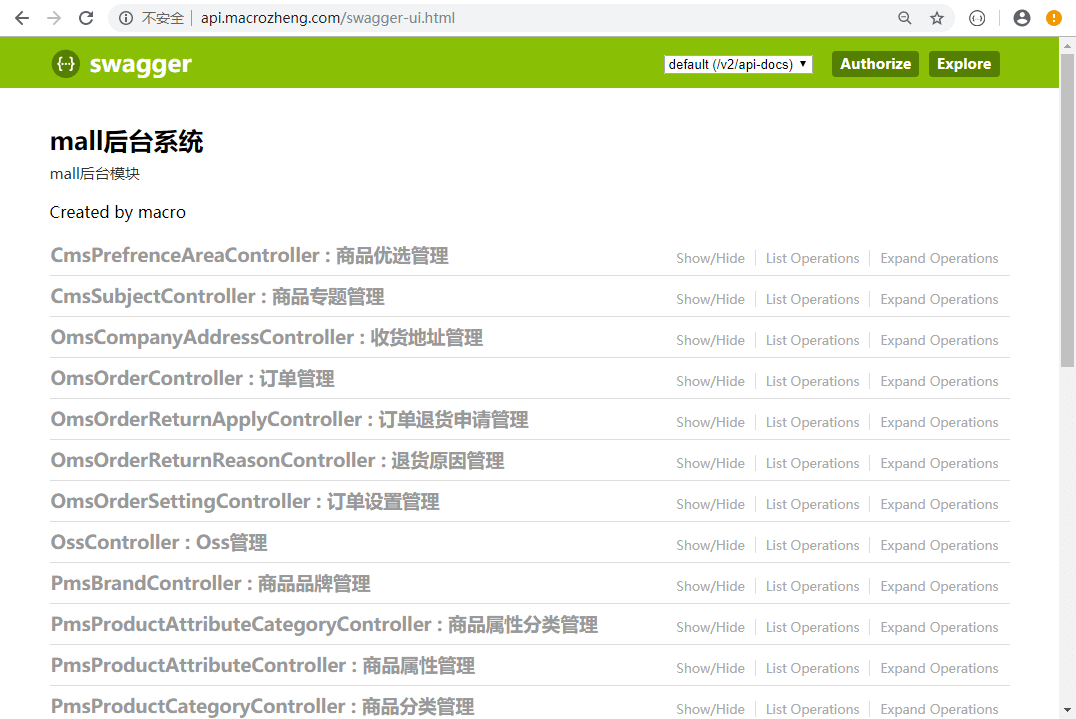 不安全 api.macrozheng.com/swagger-ui.html
{···} swagger default (/v2/api-docs) Authorize Explore
mall后台系统
mall后台模块
Created by macro
CmsPrefrenceAreaController : 商品优选管理 Show/Hide List Operations Expand Operations
CmsSubjectController : 商品专题管理 Show/Hide List Operations Expand Operations
OmsCompanyAddressController : 收货地址管理 Show/Hide List Operations Expand Operations
OmsOrderController : 订单管理 Show/Hide List Operations Expand Operations
OmsOrderReturnApplyController : 订单退货申请管理 Show/Hide List Operations Expand Operations
OmsOrderReturnReasonController : 退货原因管理 Show/Hide List Operations Expand Operations
OmsOrderSettingController : 订单设置管理 Show/Hide List Operations Expand Operations
OssController : Oss管理 Show/Hide List Operations Expand Operations
PmsBrandController : 商品品牌管理 Show/Hide List Operations Expand Operations
PmsProductAttributeCategoryController : 商品属性分类管理 Show/Hide List Operations Expand Operations
PmsProductAttributeController : 商品属性管理 Show/Hide List Operations Expand Operations
PmsProductCategoryController : 商品分类管理 Show/Hide List Operations Expand Operations